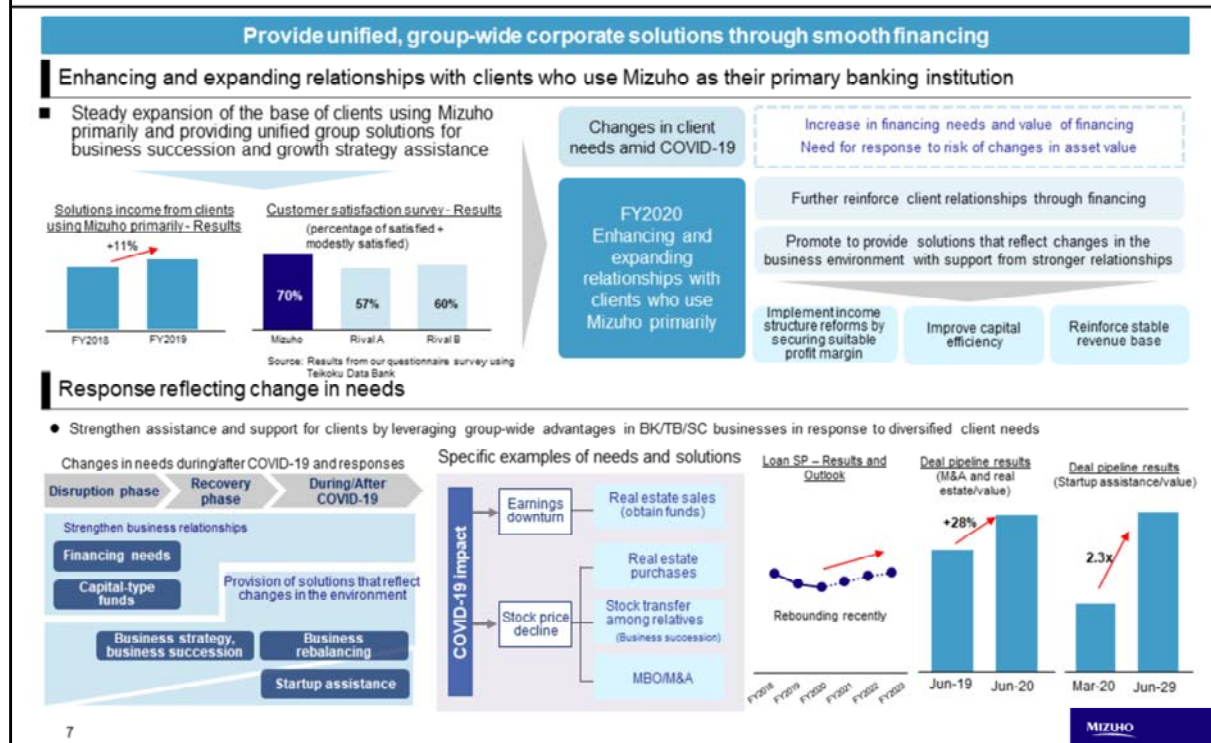 Provide unified, group-wide corporate solutions through smooth financing
Enhancing and expanding relationships with clients who use Mizuho as their primary banking institution
■ Steady expansion of the base of clients using Mizuho
primarily and providing unified group solutions for
business succession and growth strategy assistance
Solutions income from clients
using Mizuho primarily - Results
+11%
FY2018
FY2019
Customer satisfaction survey - Results
(percentage of satisfied +
modestly satisfied)
70%
57%
60%
Mizuho
Rival A
Rival B
Source: Results from our questionnaire survey using
Teikoku Data Bank
Changes in client
needs amid COVID-19
Increase in financing needs and value of financing
Need for response to risk of changes in asset value
FY2020
Enhancing and
expanding
relationships with
clients who use
Mizuho primarily
Further reinforce client relationships through financing
Promote to provide solutions that reflect changes in the
business environment with support from stronger relationships
Implement income
structure reforms by
securing suitable
profit margin
Improve capital
efficiency
Reinforce stable
revenue base
Response reflecting change in needs
● Strengthen assistance and support for clients by leveraging group-wide advantages in BK/TB/SC businesses in response to diversified client needs
Changes in needs during/after COVID-19 and responses
Disruption phase
Recovery
phase
During/After
COVID-19
Strengthen business relationships
Financing needs
Capital-type
funds
Provision of solutions that reflect
changes in the environment
Business strategy,
business succession
Business
rebalancing
Startup assistance
Specific examples of needs and solutions
COVID-19 impact
Earnings
downturn
Real estate sales
(obtain funds)
Stock price
decline
Real estate
purchases
Stock transfer
among relatives
(Business succession)
MBO/M&A
Loan SP – Results and
Outlook
Rebounding recently
FY2018
FY2019
FY2020
FY2021
FY2022
FY2023
Deal pipeline results
(M&A and real
estate/value)
+28%
Jun-19
Jun-20
Deal pipeline results
(Startup assistance/value)
2.3x
Mar-20
Jun-29
7
MIZUHO